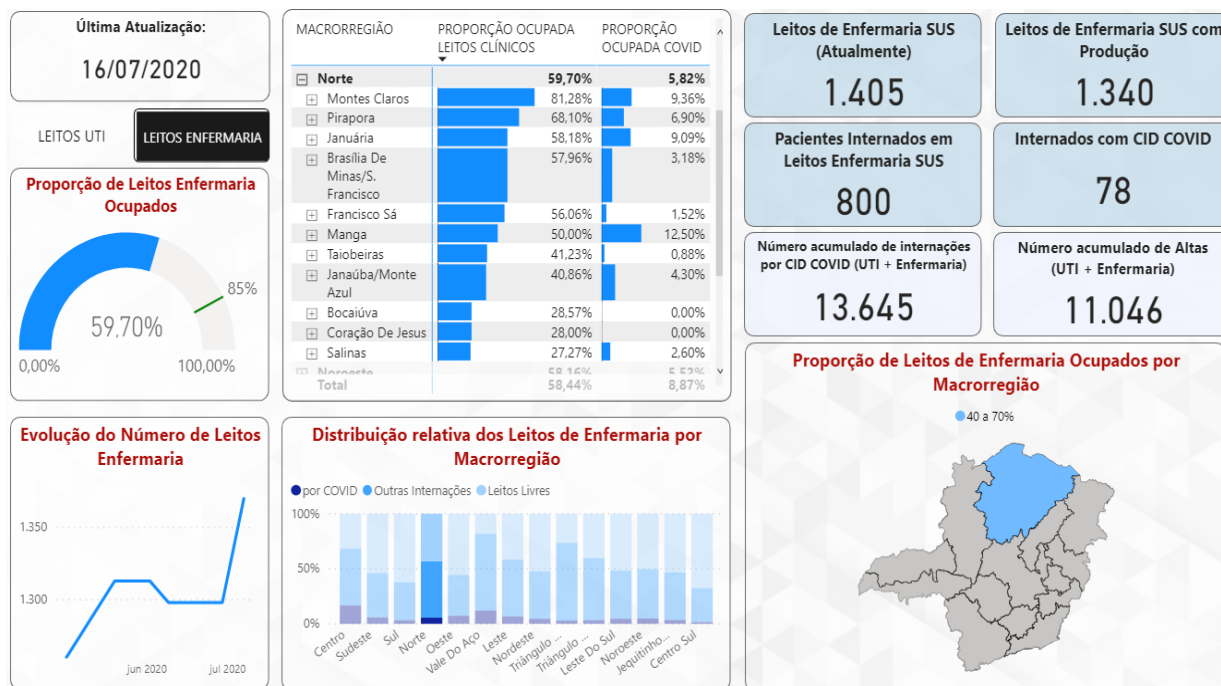 Última Atualização:
16/07/2020
LEITOS UTI
LEITOS ENFERMARIA
Proporção de Leitos Enfermaria
Ocupados
85%
59,70%
0,00%
100,00%
MACRORREGIÃO
PROPORÇÃO OCUPADA
LEITOS CLÍNICOS
PROPORÇÃO
OCUPADA COVID
Norte 59,70% 5,82%
Montes Claros 81,28% 9,36%
Pirapora 68,10% 6,90%
Januária 58,18% 9,09%
Brasília De 57,96% 3,18%
Minas/S.
Francisco
Francisco Sá 56,06% 1,52%
Manga 50,00% 12,50%
Taiobeiras 41,23% 0,88%
Janaúba/Monte 40,86% 4,30%
Azul
Bocaiúva 28,57% 0,00%
Coração De Jesus 28,00% 0,00%
Salinas 27,27% 2,60%
Noroeste 58,16% 5,52%
Total 58,44% 8,87%
Leitos de Enfermaria SUS
(Atualmente)
1.405
Leitos de Enfermaria SUS com
Produção
1.340
Pacientes Internados em
Leitos Enfermaria SUS
800
Internados com CID COVID
78
Número acumulado de internações
por CID COVID (UTI + Enfermaria)
13.645
Número acumulado de Altas
(UTI + Enfermaria)
11.046
Evolução do Número de Leitos
Enfermaria
1.350
1.300
jun 2020
jul 2020
Distribuição relativa dos Leitos de Enfermaria por
Macrorregião
por COVID
Outras Internações
Leitos Livres
100%
50%
0%
Centro
Sudeste
Sul
Norte
Oeste
Vale Do Aço
Leste
Nordeste
Triângulo ...
Triângulo ...
Leste Do Sul
Noroeste
Jequitinho...
Centro Sul
Proporção de Leitos de Enfermaria Ocupados por
Macrorregião
40 a 70%